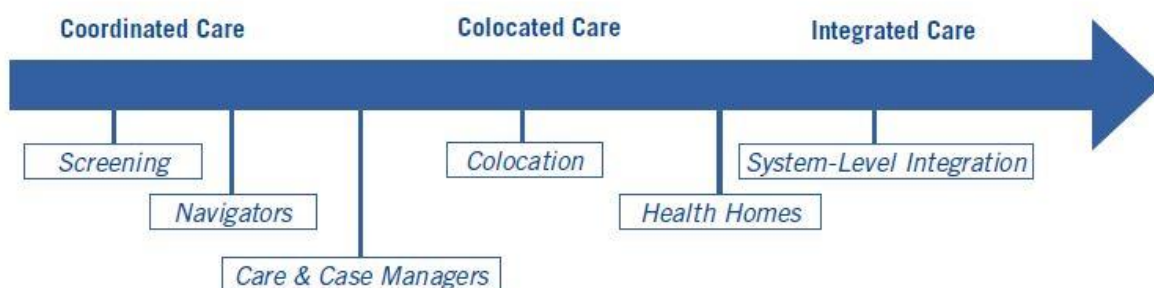 Coordinated Care
Colocated Care
Integrated Care
Screening
Colocation
System-Level Integration
Navigators
Health Homes
Care & Case Managers